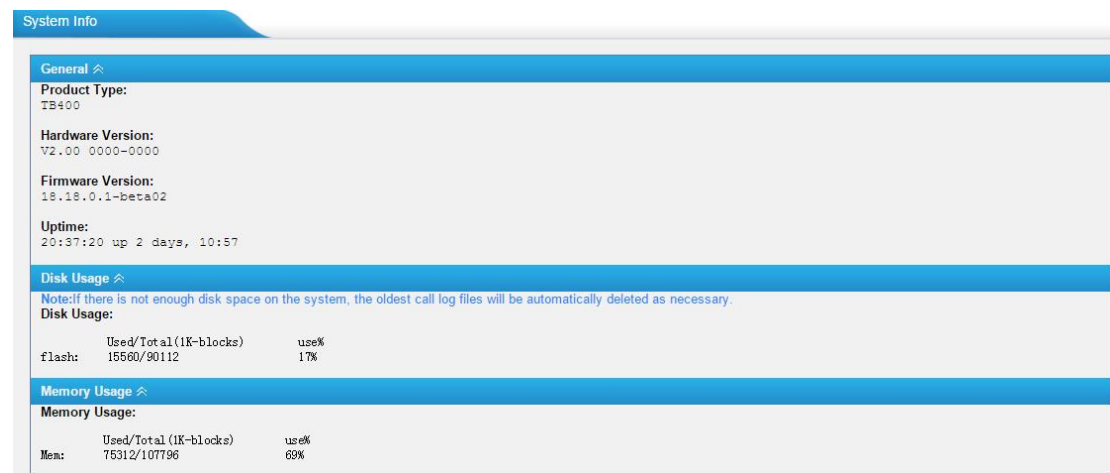 System Info
General
Product Type:
TB400
Hardware Version:
V2.00 0000-0000
Firmware Version:
18.18.0.1-beta02
Uptime:
20:37:20 up 2 days, 10:57
Disk Usage
Note:If there is not enough disk space on the system, the oldest call log files will be automatically deleted as necessary.
Disk Usage:
Used/Total(1K-blocks) use%
flash: 15560/90112 17%
Memory Usage
Memory Usage:
Used/Total(1K-blocks) use%
Mem: 75312/107796 69%